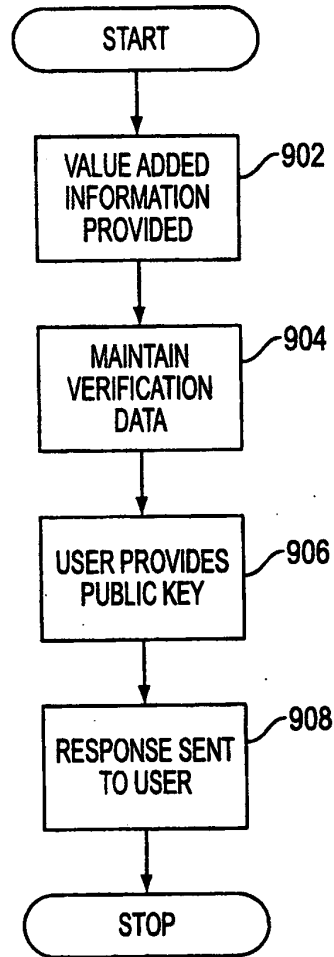 START
VALUE ADDED
INFORMATION
PROVIDED
902
MAINTAIN
VERIFICATION
DATA
904
USER PROVIDES
PUBLIC KEY
906
RESPONSE SENT
TO USER
908
STOP